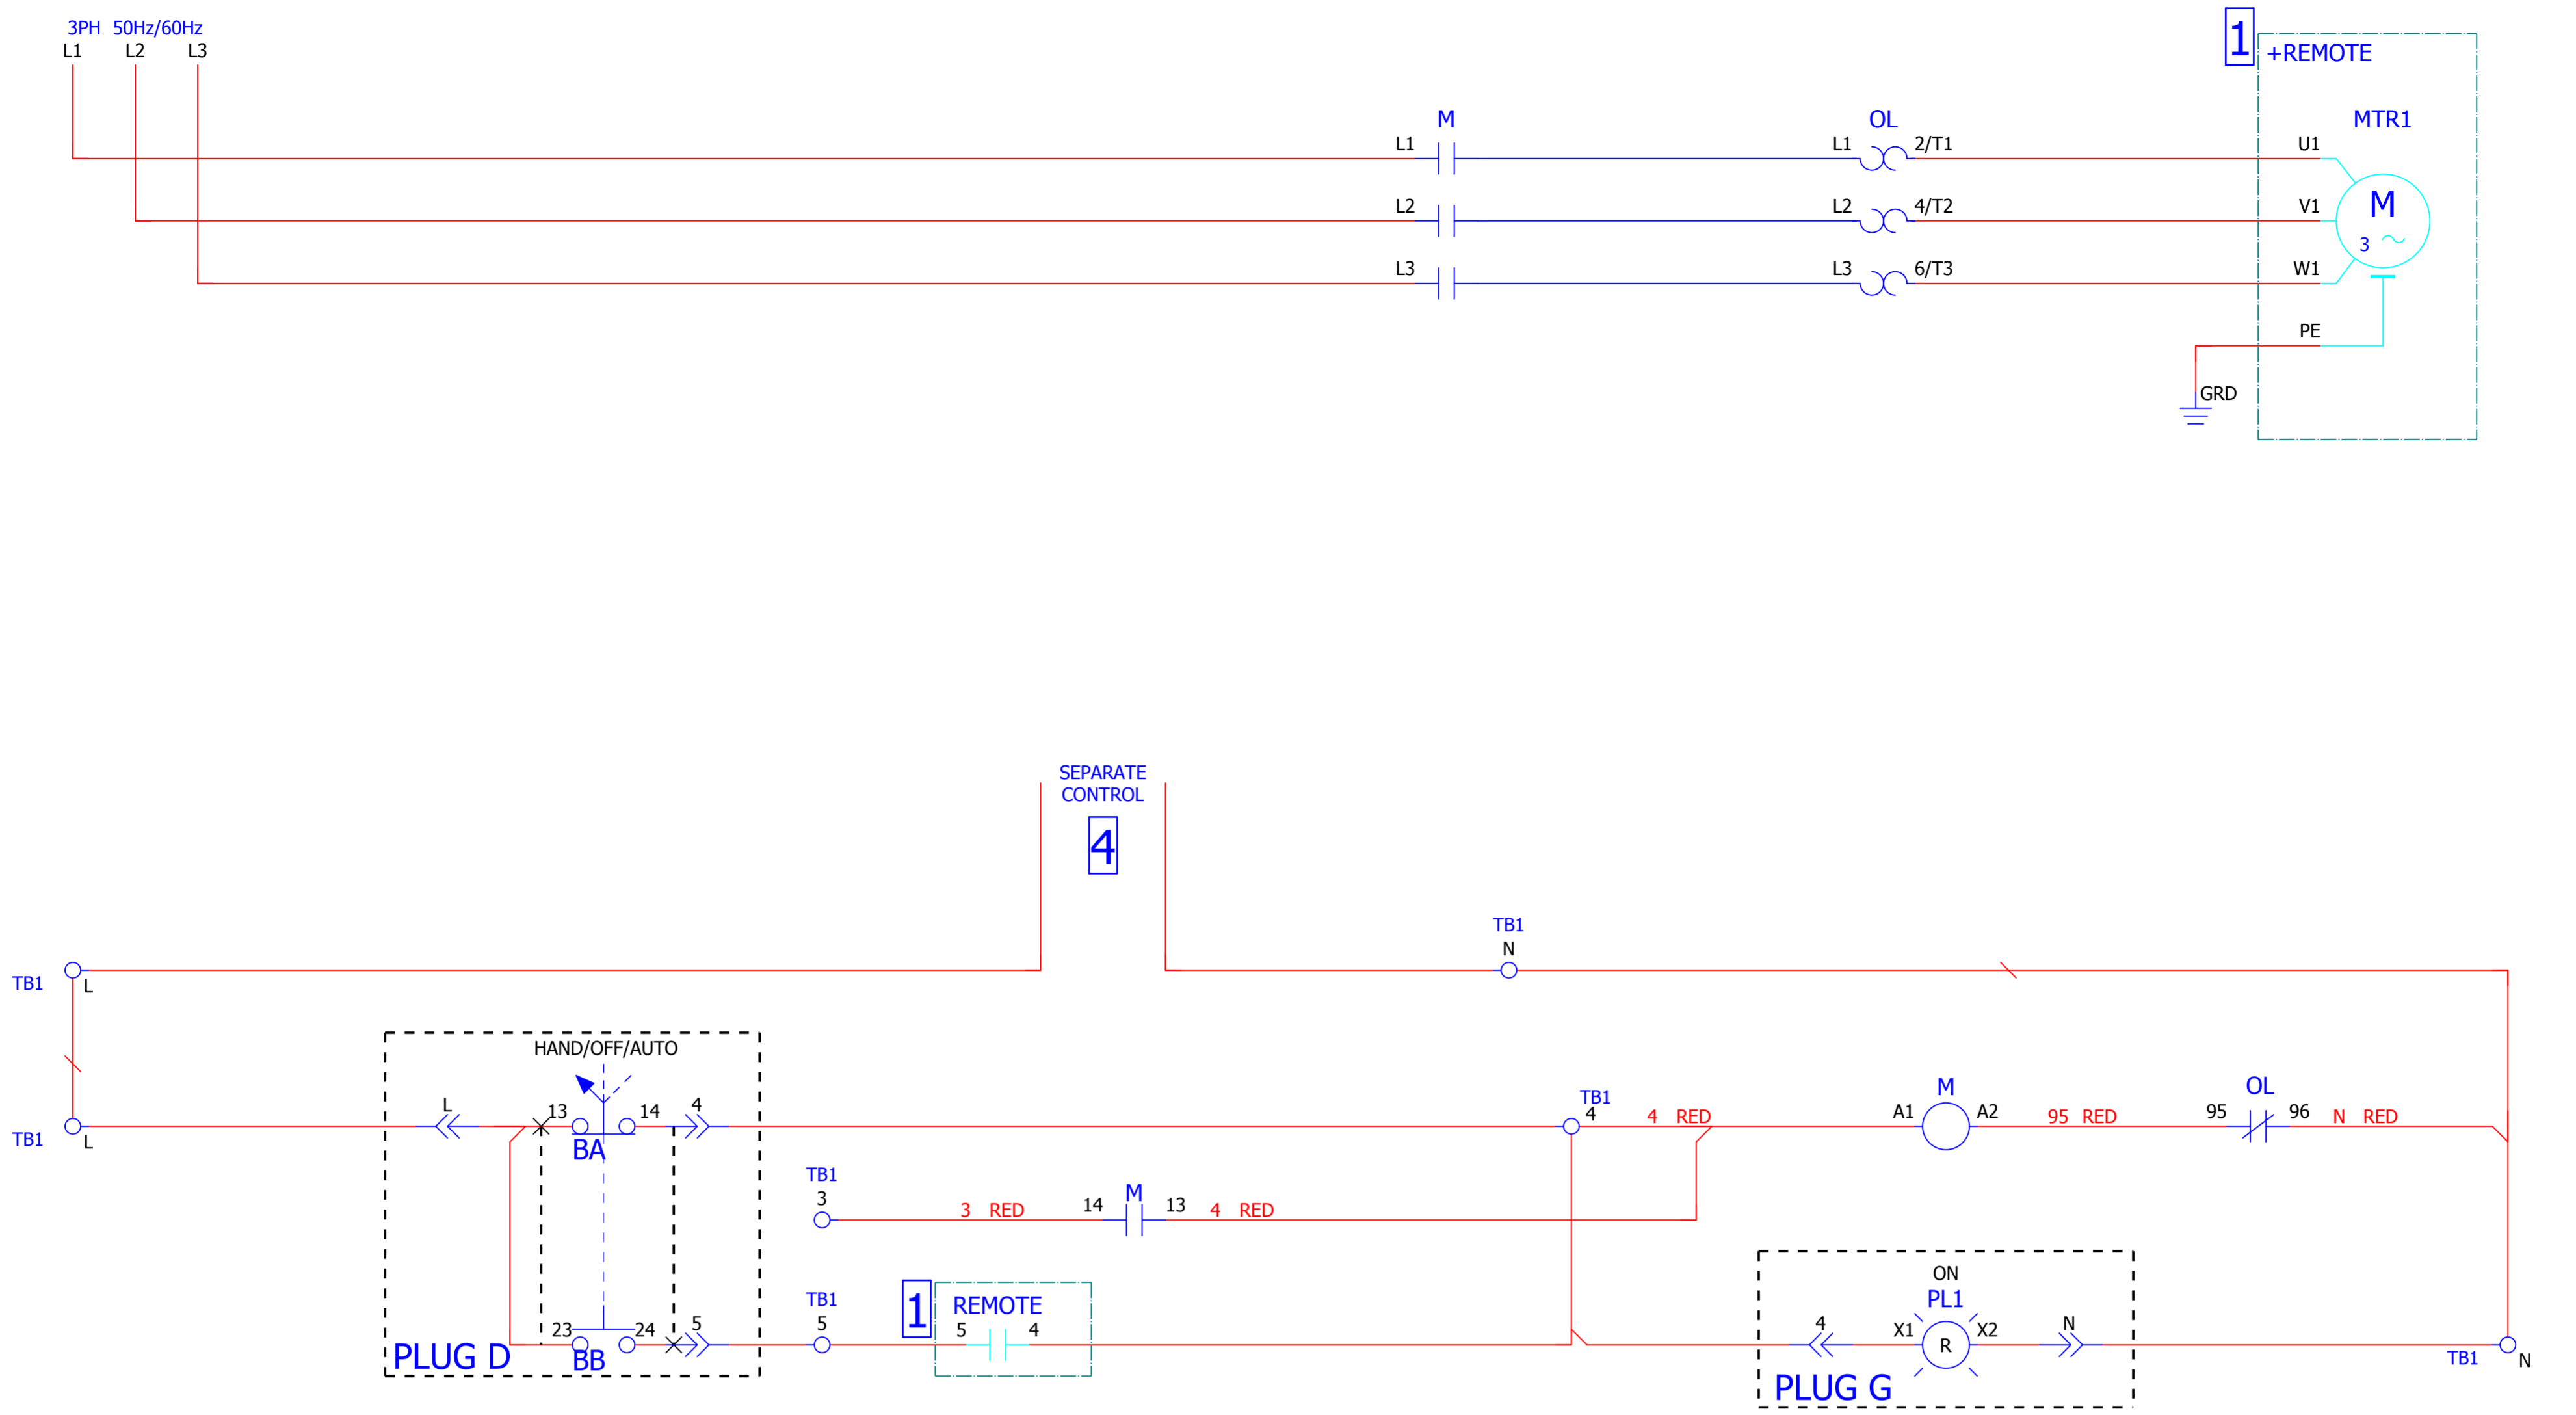 3PH 50Hz/60Hz
L1 L2 L3
1
+REMOTE
M OL MTR1
L1 L1 2/T1 U1
L2 L2 4/T2 V1
M
3
L3 L3 6/T3 W1
PE
GRD
SEPARATE
CONTROL
4
TB1
N
TB1
L
HAND/OFF/AUTO
L 13 14 4
BA
TB1
L
TB1
4
4 RED
M
A1 A2
95 RED
OL
95 96
N RED
TB1
3
3 RED
M
14 13
4 RED
TB1
5
1
REMOTE
5 4
23 24 5
BB
PLUG D
ON
PL1
4 X1 X2 N
R
PLUG G
TB1
N